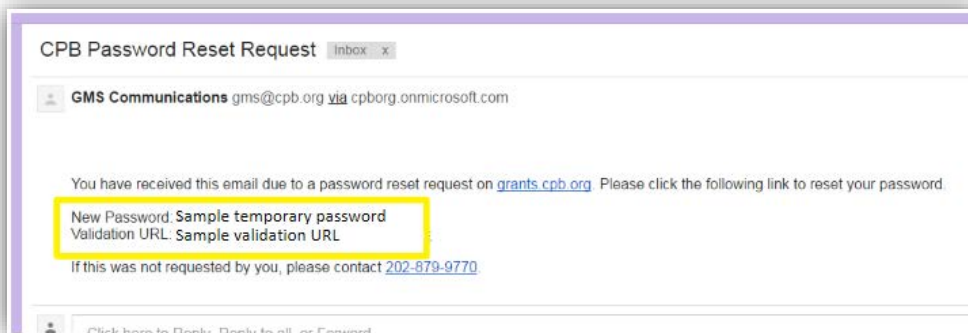 CPB Password Reset Request Inbox x
GMS Communications gms@cpb.org via cpborg.onmicrosoft.com
You have received this email due to a password reset request on grants.cpb.org. Please click the following link to reset your password.
New Password: Sample temporary password
Validation URL: Sample validation URL
If this was not requested by you, please contact 202-879-9770.
Click here to Reply, Reply to all, or Forward